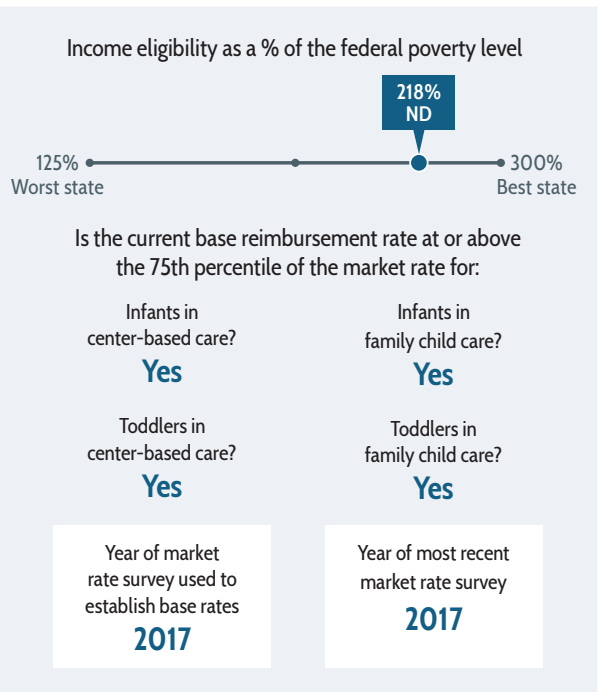 Income eligibility as a % of the federal poverty level
218%
ND
125%
Worst state
300%
Best state
Is the current base reimbursement rate at or above
the 75th percentile of the market rate for:
Infants in
center-based care?
Yes
Infants in
family child care?
Yes
Toddlers in
center-based care?
Yes
Toddlers in
family child care?
Yes
Year of market
rate survey used to
establish base rates
2017
Year of most recent
market rate survey
2017